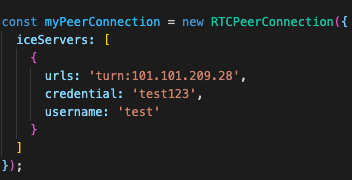 const myPeerConnection = new RTCPeerConnection({
  iceServers: [
    {
      urls: 'turn:101.101.209.28',
      credential: 'test123',
      username: 'test'
    }
  ]
});